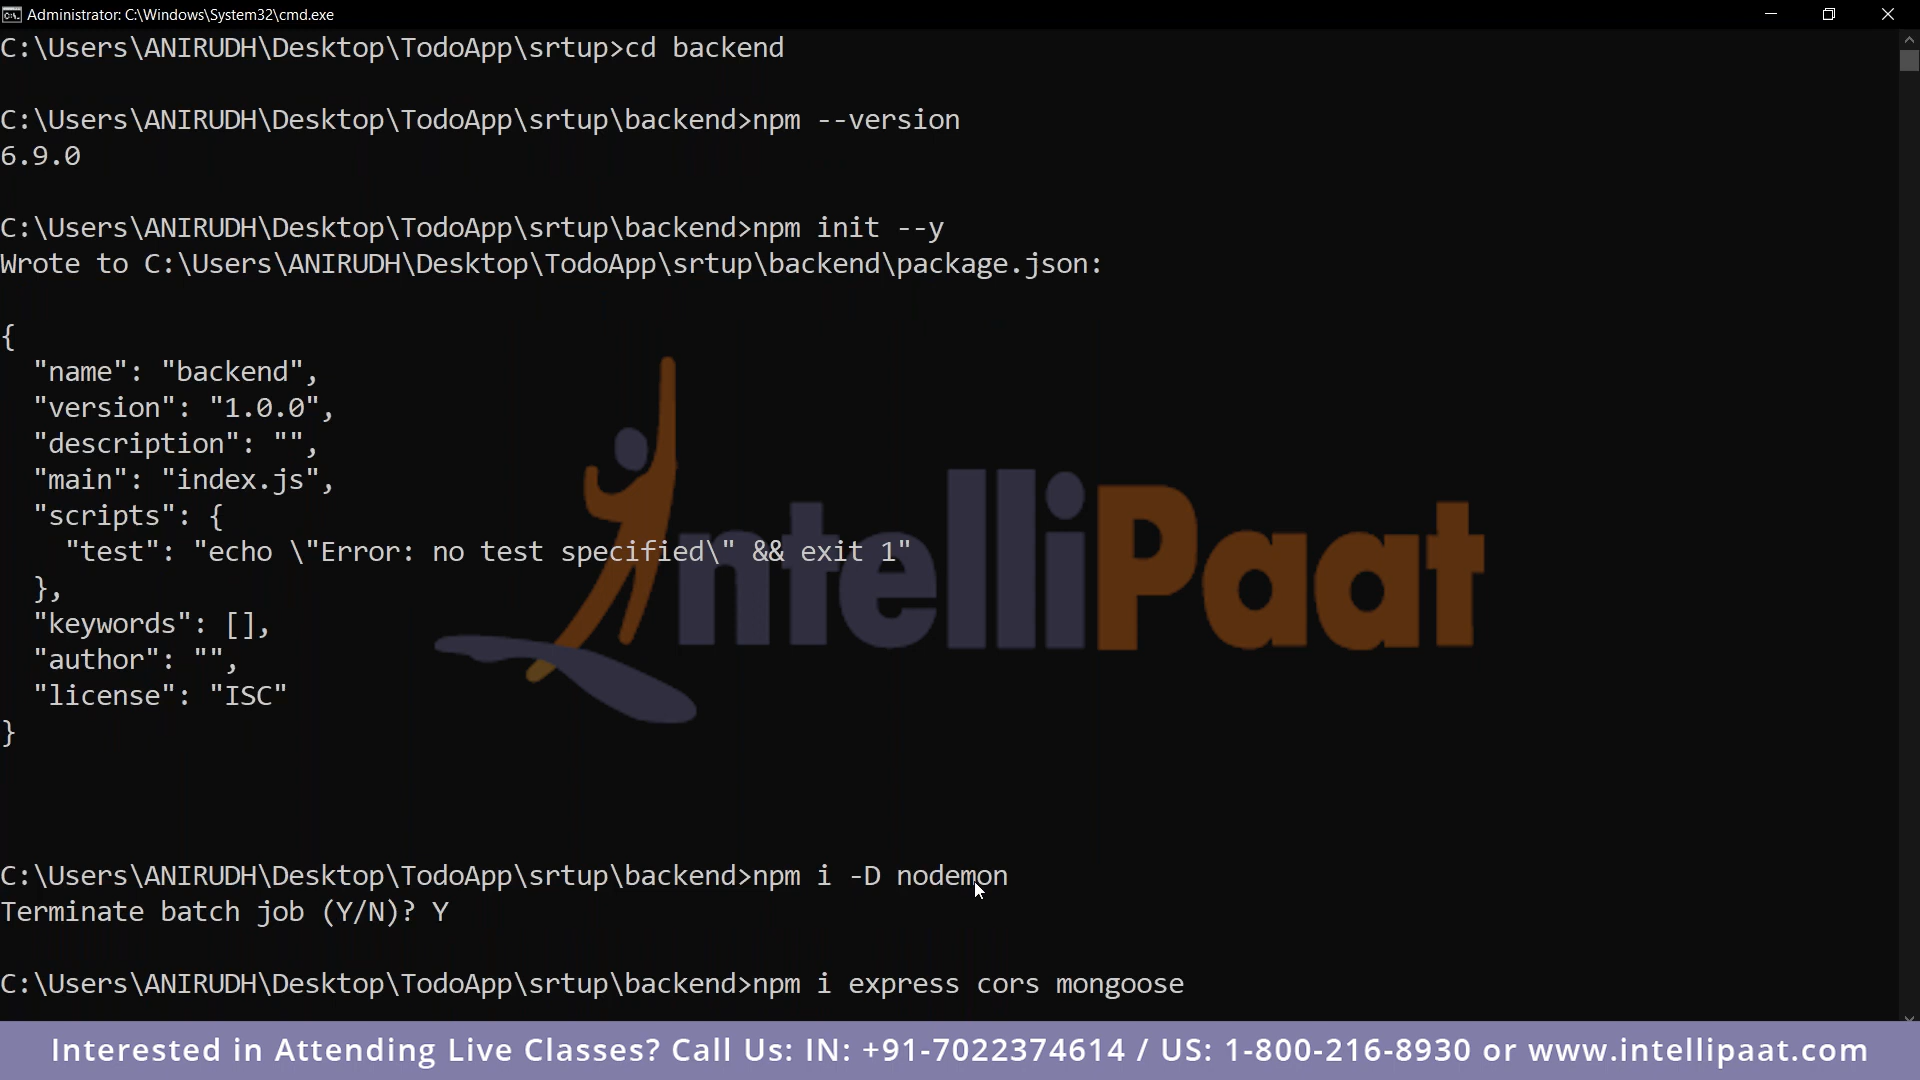 Administrator: C:\Windows\System32\cmd.exe
C:\Users\ANIRUDH\Desktop\TodoApp\srtup>cd backend
C:\Users\ANIRUDH\Desktop\TodoApp\srtup\backend>npm --version
6.9.0
C:\Users\ANIRUDH\Desktop\TodoApp\srtup\backend>npm init --y
Wrote to C:\Users\ANIRUDH\Desktop\TodoApp\srtup\backend\package.json:
{
  "name": "backend",
  "version": "1.0.0",
  "description": "",
  "main": "index.js",
  "scripts": {
    "test": "echo \"Error: no test specified\" && exit 1"
  },
  "keywords": [],
  "author": "",
  "license": "ISC"
}
IntelliPaat
C:\Users\ANIRUDH\Desktop\TodoApp\srtup\backend>npm i -D nodemon
Terminate batch job (Y/N)? Y
C:\Users\ANIRUDH\Desktop\TodoApp\srtup\backend>npm i express cors mongoose
Interested in Attending Live Classes? Call Us: IN: +91-7022374614 / US: 1-800-216-8930 or www.intellipaat.com